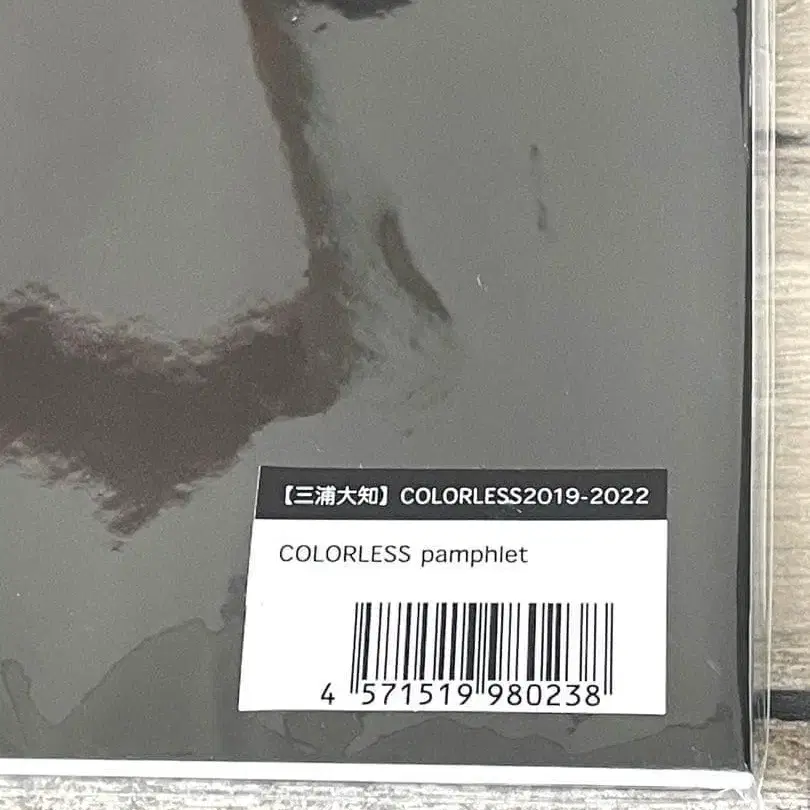 【三浦大知】COLORLESS2019-2022
COLORLESS pamphlet
4 571519 980238